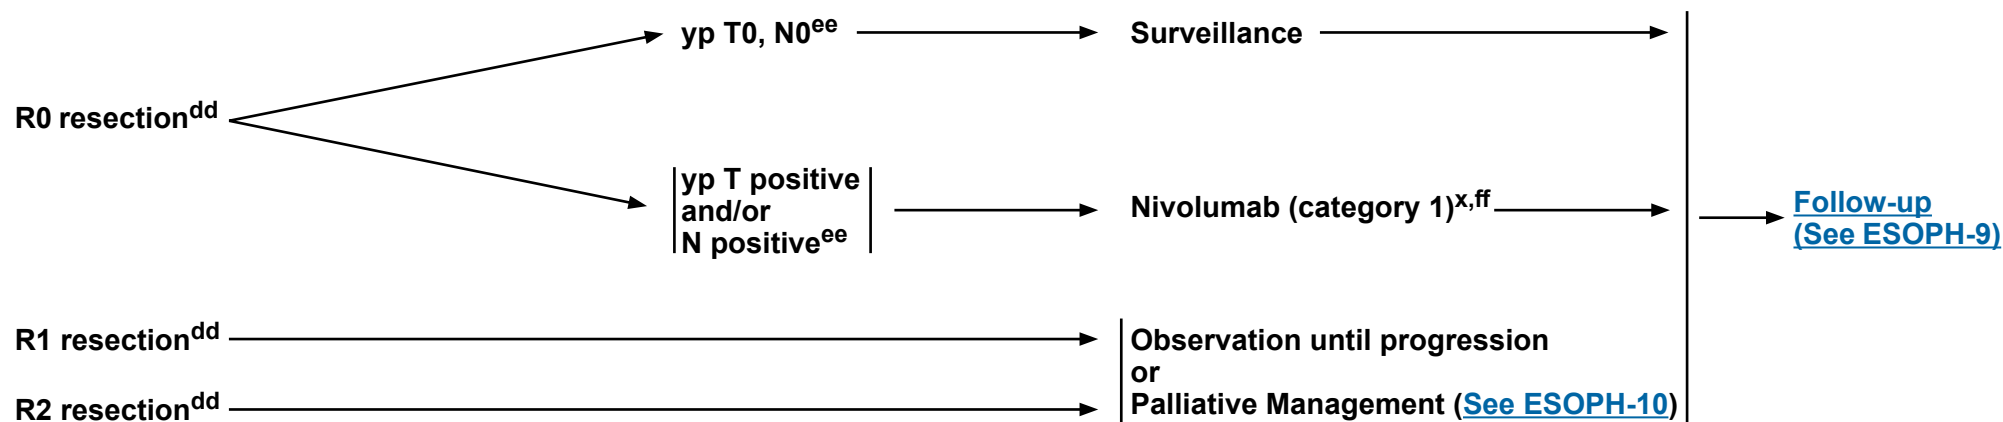 yp T0, N0ee
Surveillance
R0 resectiondd
yp T positive
and/or
N positiveee
Nivolumab (category 1)x,ff
Follow-up
(See ESOPH-9)
R1 resectiondd
Observation until progression
or
R2 resectiondd
Palliative Management (See ESOPH-10)